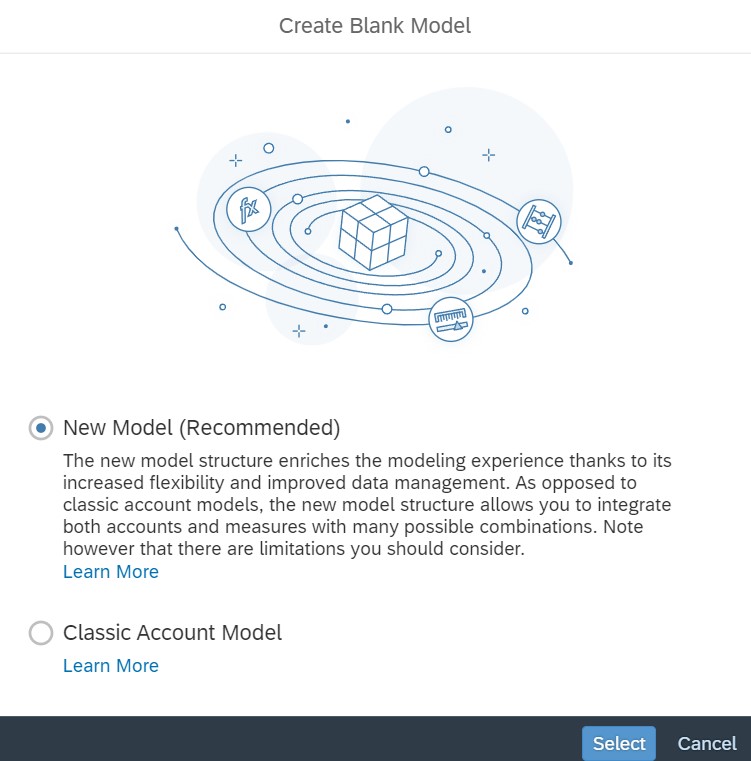 Create Blank Model
New Model (Recommended)
The new model structure enriches the modeling experience thanks to its
increased flexibility and improved data management. As opposed to
classic account models, the new model structure allows you to integrate
both accounts and measures with many possible combinations. Note
however that there are limitations you should consider.
Learn More
Classic Account Model
Learn More
Select Cancel